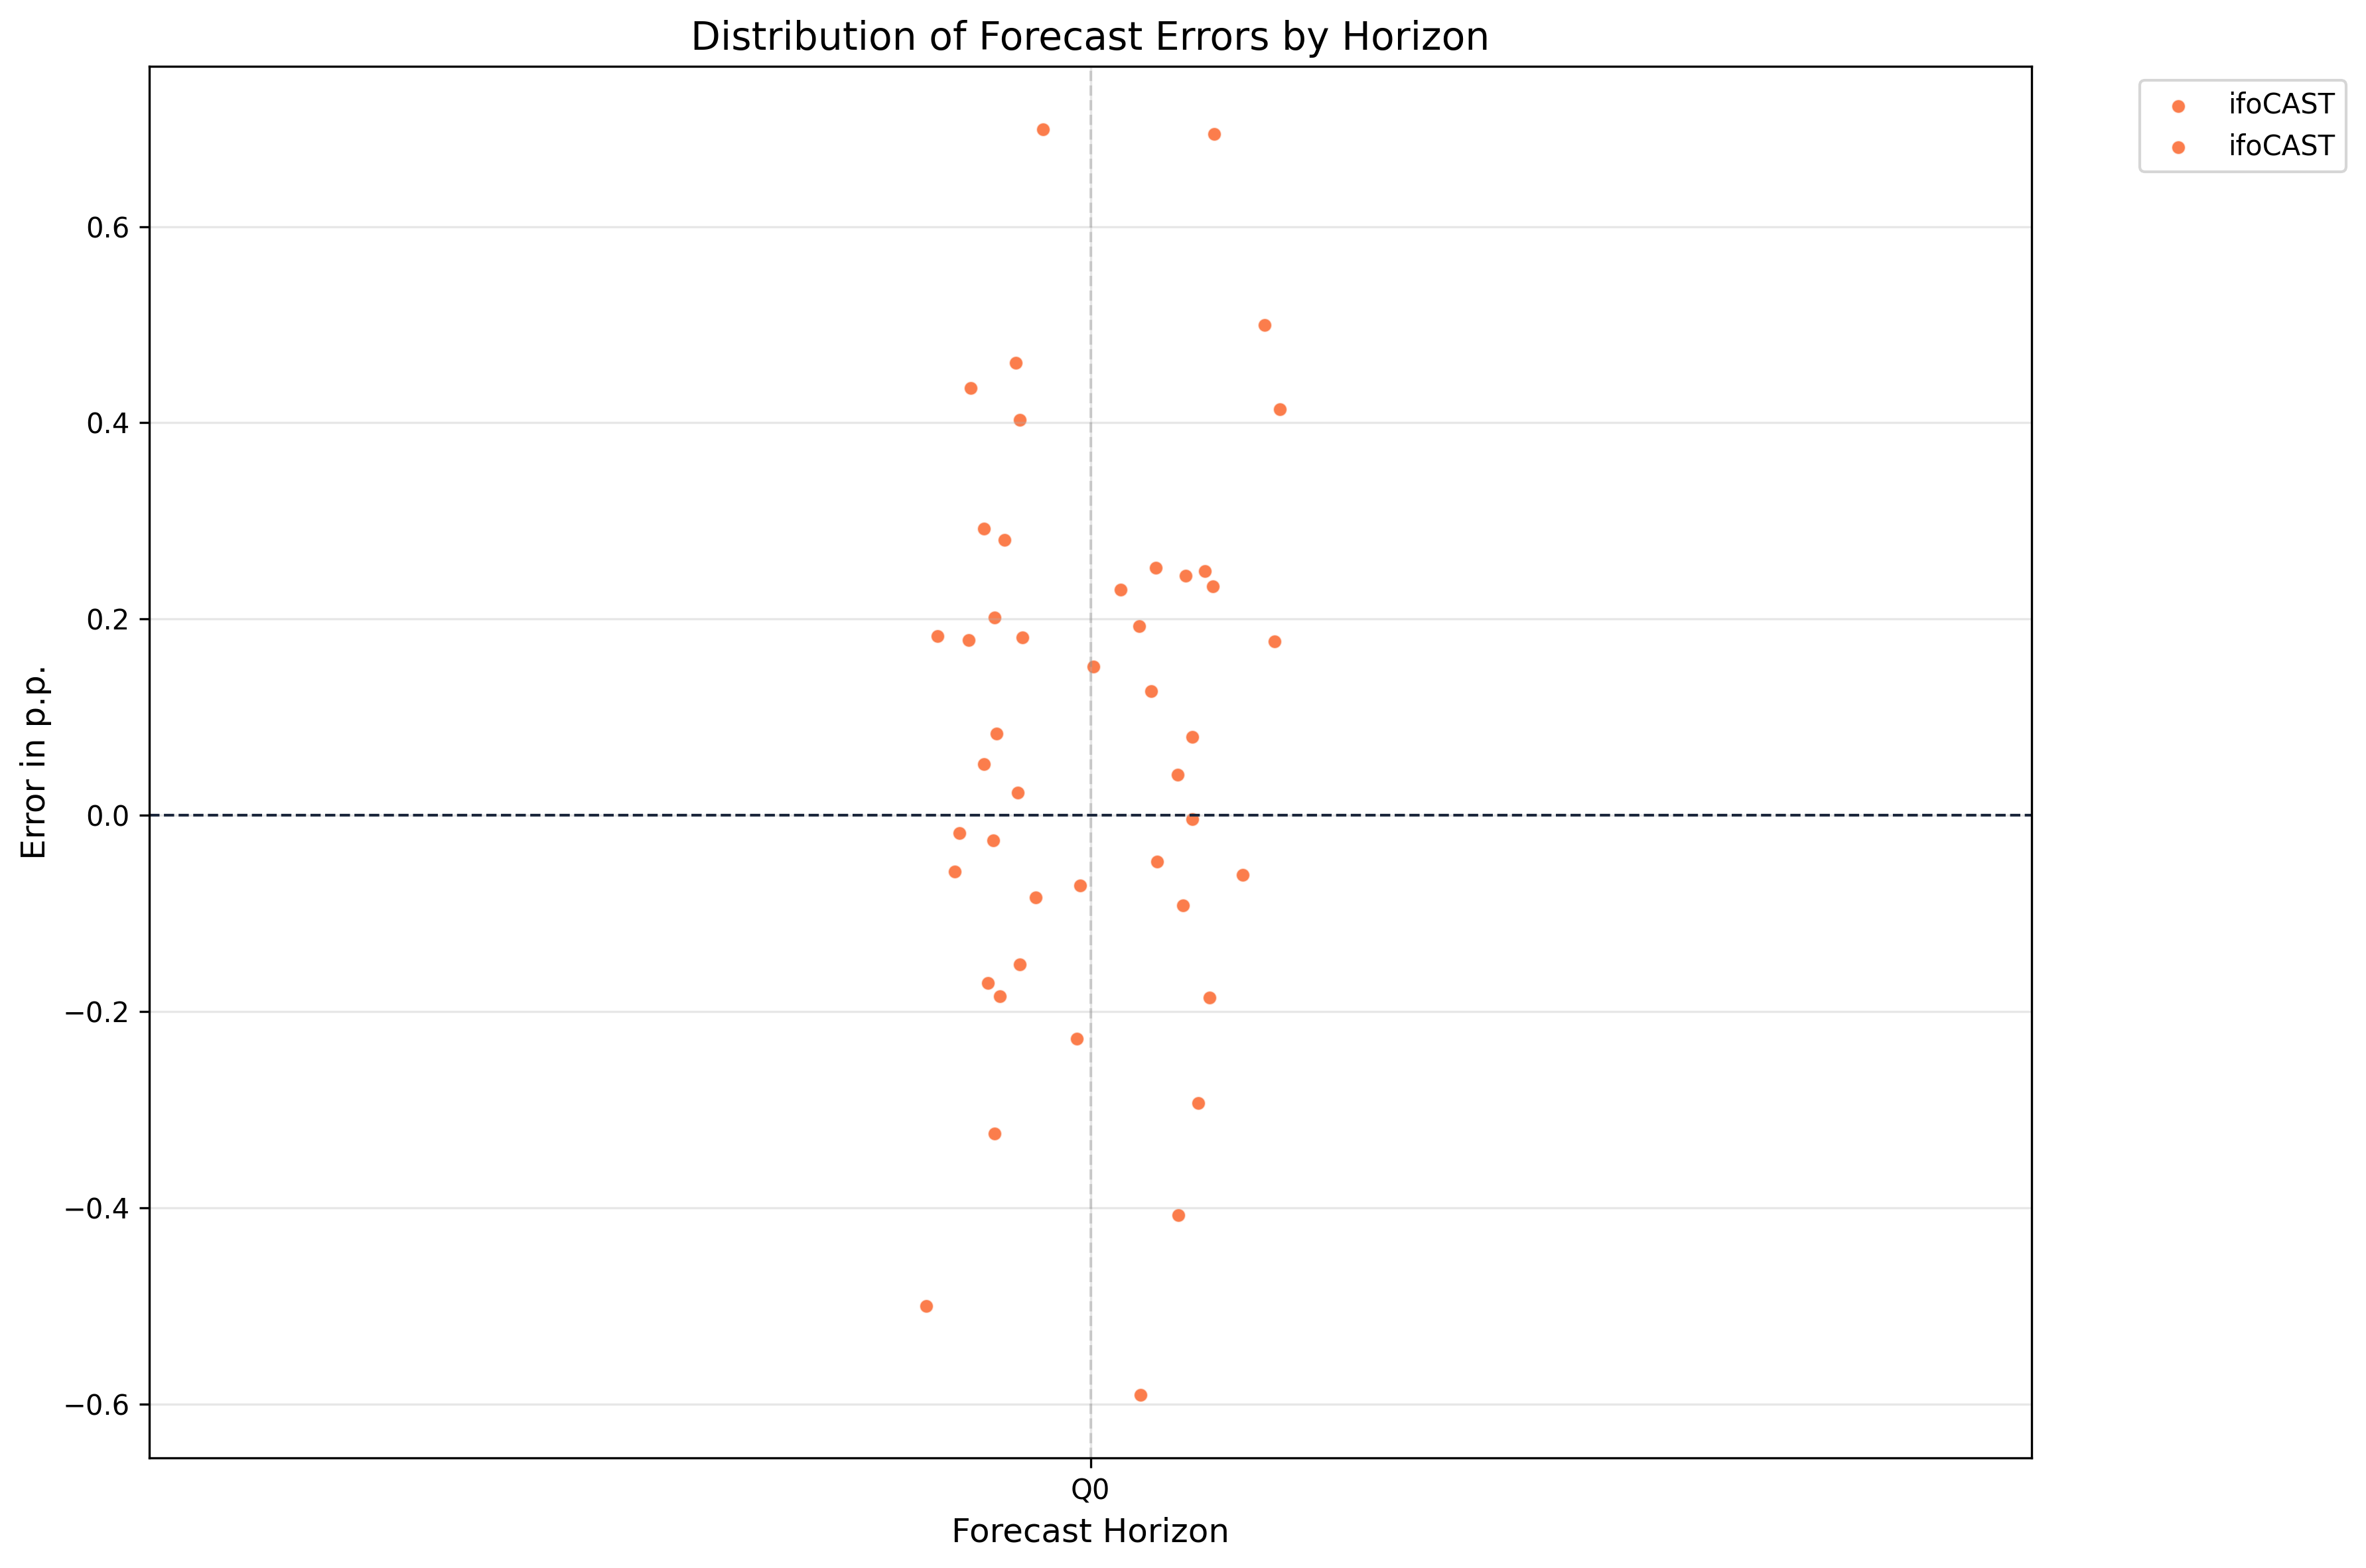 Distribution of Forecast Errors by Horizon
ifoCAST
ifoCAST
Error in p.p.
0.6
0.4
0.2
0.0
−0.2
−0.4
−0.6
Q0
Forecast Horizon